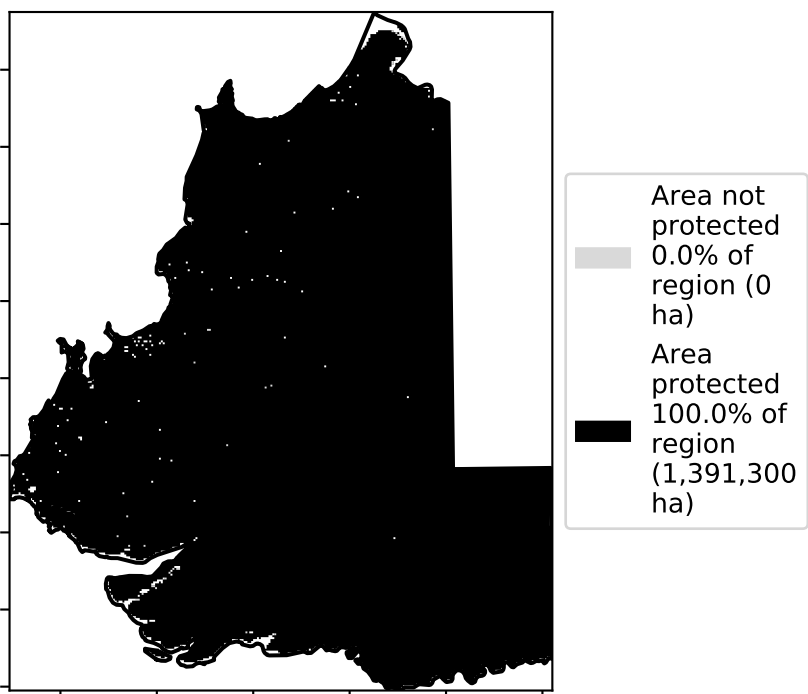 Area not
protected
0.0% of
region (0
ha)
Area
protected
100.0% of
region
(1,391,300
ha)